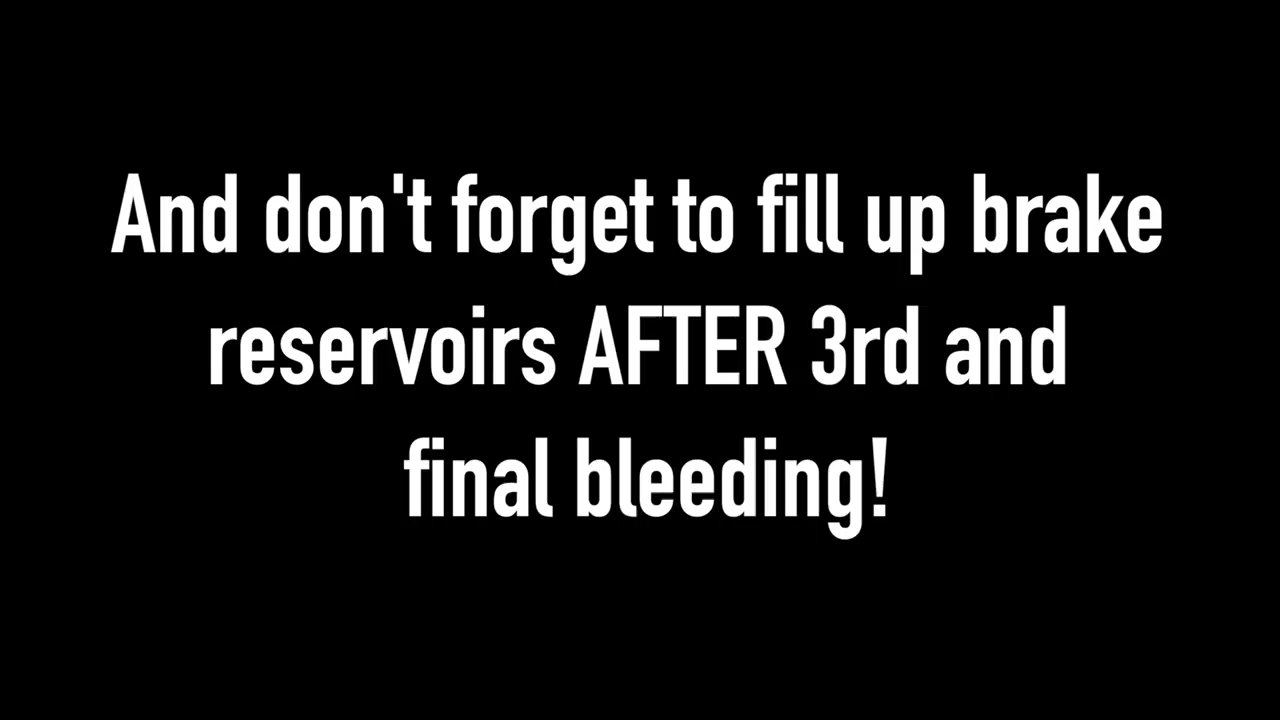 And don't forget to fill up brake
reservoirs AFTER 3rd and
final bleeding!